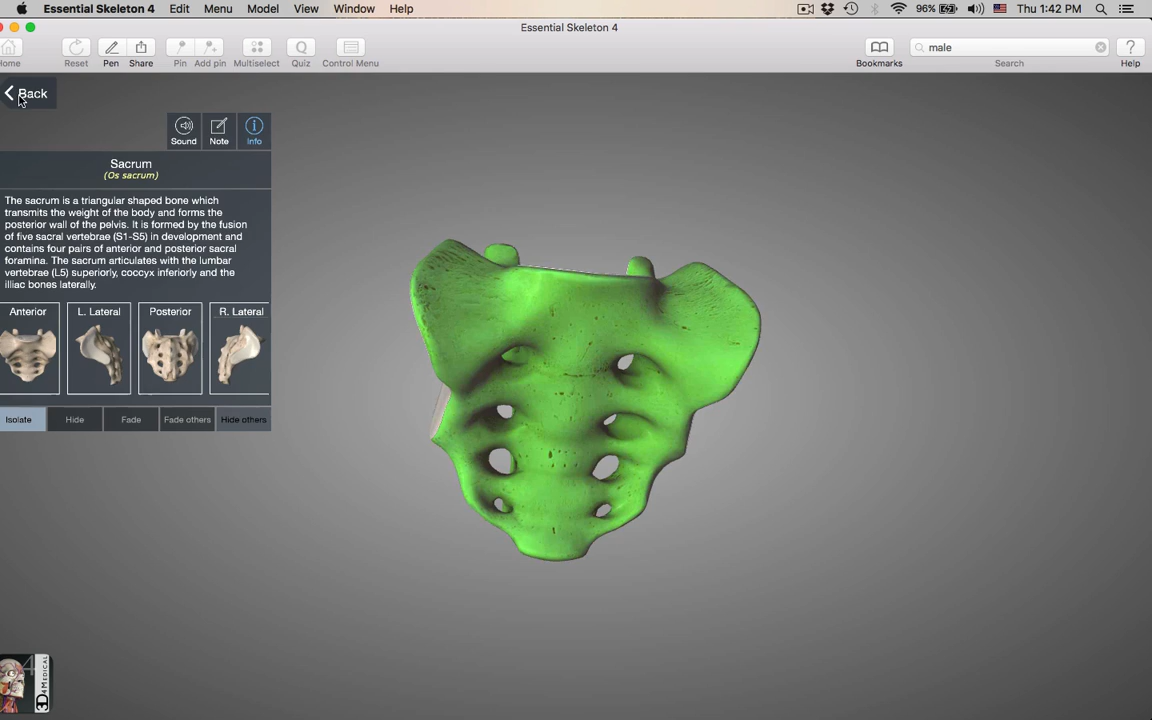 Essential Skeleton 4 Edit Menu Model View Window Help 96% Thu 1:42 PM
Essential Skeleton 4
Home Reset Pen Share Pin Add pin Multiselect Q Quiz Control Menu Bookmarks male Search ? Help
Back
Sound Note Info
Sacrum
(Os sacrum)
The sacrum is a triangular shaped bone which
transmits the weight of the body and forms the
posterior wall of the pelvis. It is formed by the fusion
of five sacral vertebrae (S1-S5) in development and
contains four pairs of anterior and posterior sacral
foramina. The sacrum articulates with the lumbar
vertebrae (L5) superiorly, coccyx inferiorly and the
illiac bones laterally.
Anterior L. Lateral Posterior R. Lateral
Isolate Hide Fade Fade others Hide others
4
3D4MEDICAL